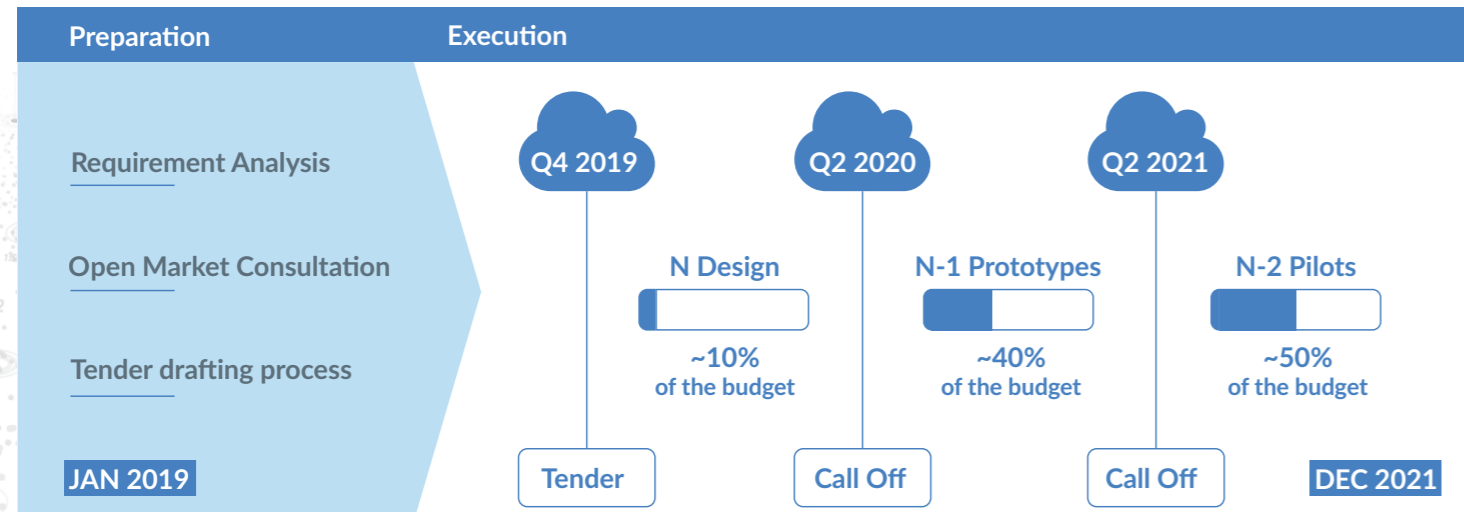 Preparation
Execution
Requirement Analysis
Open Market Consultation
Tender drafting process
JAN 2019
Q4 2019
Q2 2020
Q2 2021
N Design
~10%
of the budget
N-1 Prototypes
~40%
of the budget
N-2 Pilots
~50%
of the budget
Tender
Call Off
Call Off
DEC 2021